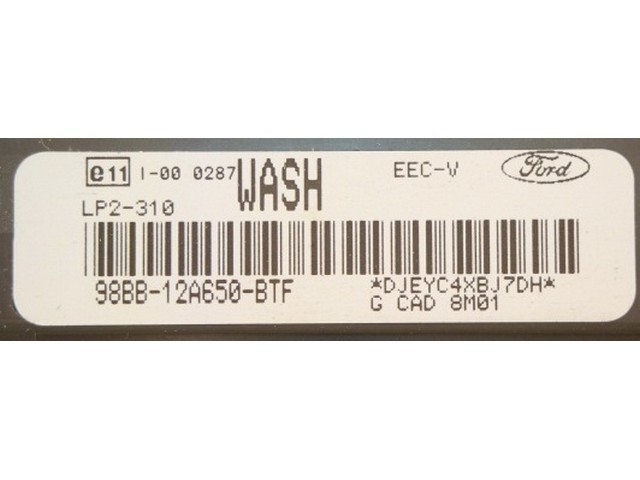 e11 I-00 0287 WASH EEC-V Ford
LP2-310
98BB-12A650-BTF *DJEYC4XBJ7DH*
G CAD 8M01